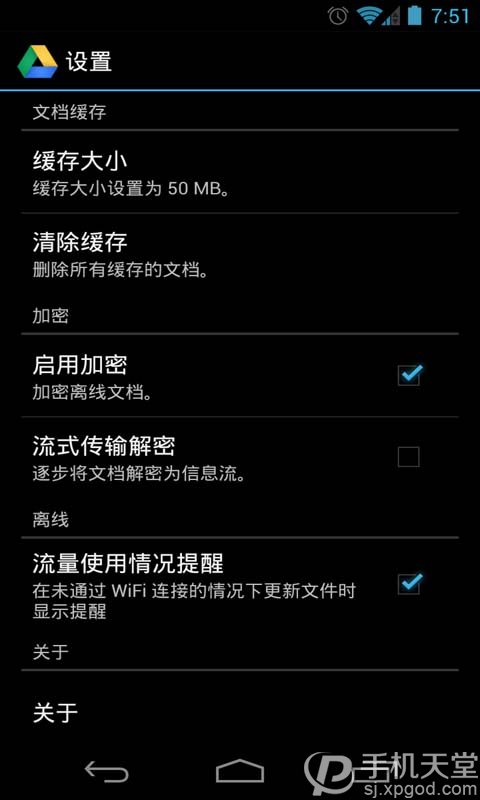 7:51
设置
文档缓存
缓存大小
缓存大小设置为 50 MB。
清除缓存
删除所有缓存的文档。
加密
启用加密
加密离线文档。
流式传输解密
逐步将文档解密为信息流。
离线
流量使用情况提醒
在未通过 WiFi 连接的情况下更新文件时
显示提醒
关于
关于
手机天堂
sj.xpgod.com